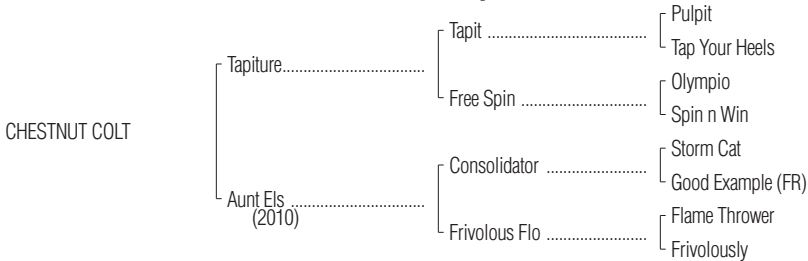 Pulpit
Tapit ......................................
Tap Your Heels
Tapiture..................................
Olympio
Free Spin ..............................
Spin n Win
CHESTNUT COLT
Storm Cat
Consolidator ........................
Good Example (FR)
Aunt Els ................................
(2010)
Flame Thrower
Frivolous Flo ........................
Frivolously